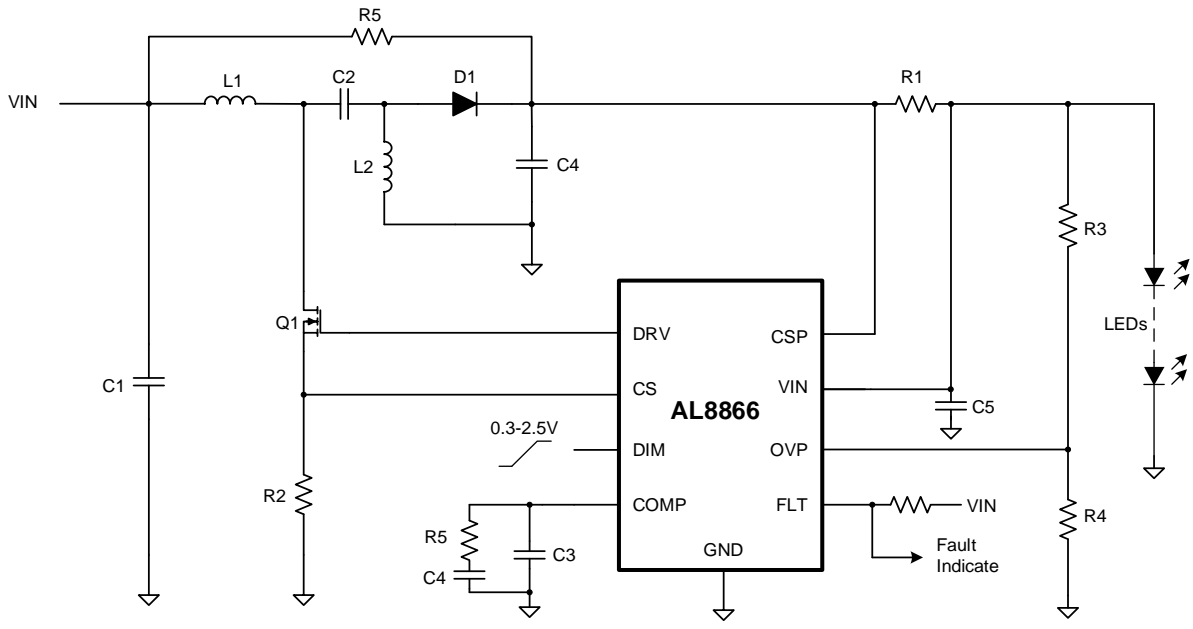 R5
L1
C2
D1
R1
VIN
L2
C4
R3
Q1
DRV
CSP
LEDs
C1
CS
VIN
AL8866
C5
0.3-2.5V
DIM
OVP
R2
COMP
FLT
VIN
R4
R5
C3
GND
Fault
Indicate
C4